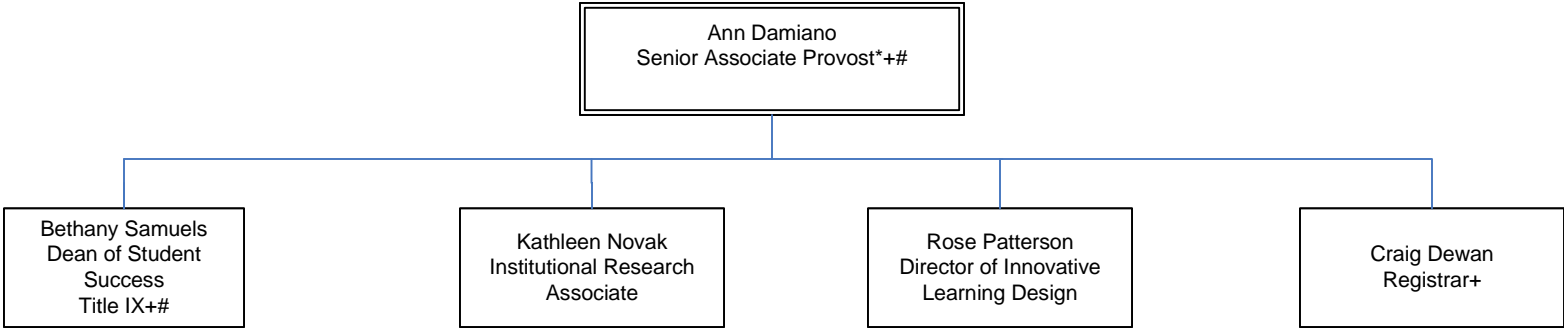 Ann Damiano
Senior Associate Provost*+#
Bethany Samuels
Dean of Student
Success
Title IX+#
Kathleen Novak
Institutional Research
Associate
Rose Patterson
Director of Innovative
Learning Design
Craig Dewan
Registrar+